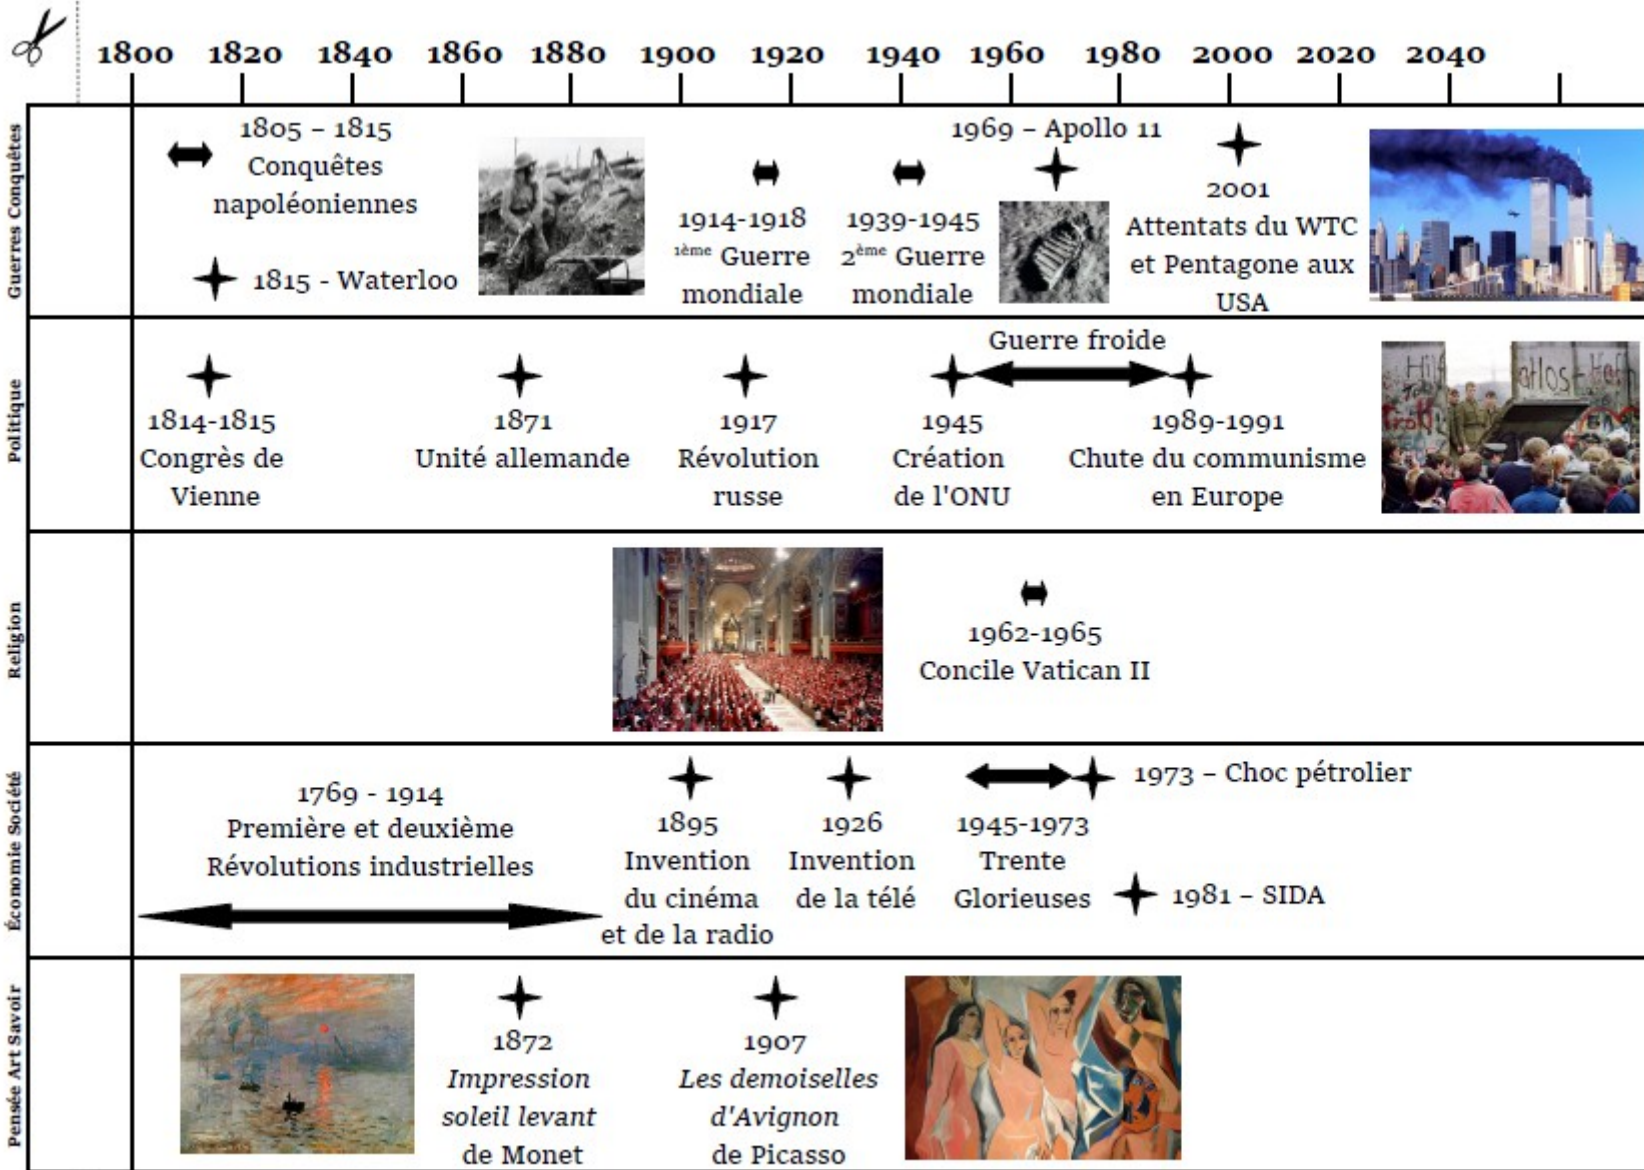 1800 1820 1840 1860 1880 1900 1920 1940 1960 1980 2000 2020 2040
Guerres Conquêtes
1805 – 1815
Conquêtes
napoléoniennes
1815 - Waterloo
1914-1918
1ème Guerre
mondiale
1939-1945
2ème Guerre
mondiale
1969 – Apollo 11
2001
Attentats du WTC
et Pentagone aux
USA
Politique
1814-1815
Congrès de
Vienne
1871
Unité allemande
1917
Révolution
russe
1945
Création
de l'ONU
Guerre froide
1989-1991
Chute du communisme
en Europe
Religion
1962-1965
Concile Vatican II
Économie Société
1769 - 1914
Première et deuxième
Révolutions industrielles
1895
Invention
du cinéma
et de la radio
1926
Invention
de la télé
1945-1973
Trente
Glorieuses
1973 – Choc pétrolier
1981 – SIDA
Pensée Art Savoir
1872
Impression
soleil levant
de Monet
1907
Les demoiselles
d'Avignon
de Picasso